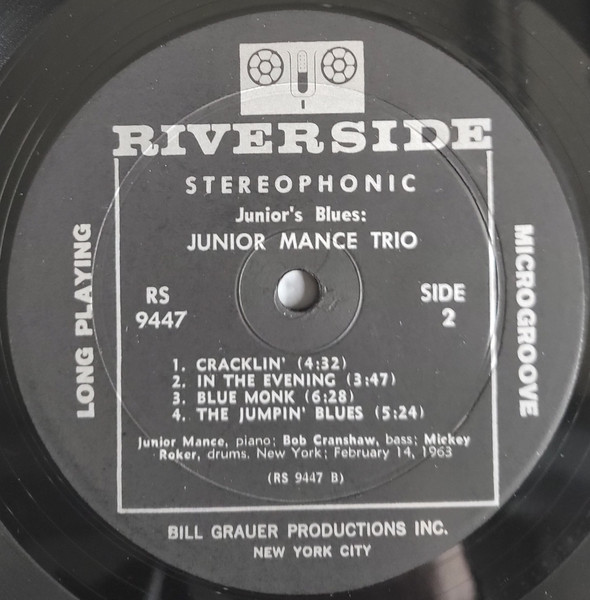 RIVERSIDE
STEREOPHONIC
Junior's Blues:
JUNIOR MANCE TRIO
LONG PLAYING
MICROGROOVE
RS
9447
SIDE
2
1. CRACKLIN' (4:32)
2. IN THE EVENING (3:47)
3. BLUE MONK (6:28)
4. THE JUMPIN' BLUES (5:24)
Junior Mance, piano; Bob Cranshaw, bass; Mickey
Roker, drums. New York; February 14, 1963
(RS 9447 B)
BILL GRAUER PRODUCTIONS INC.
NEW YORK CITY